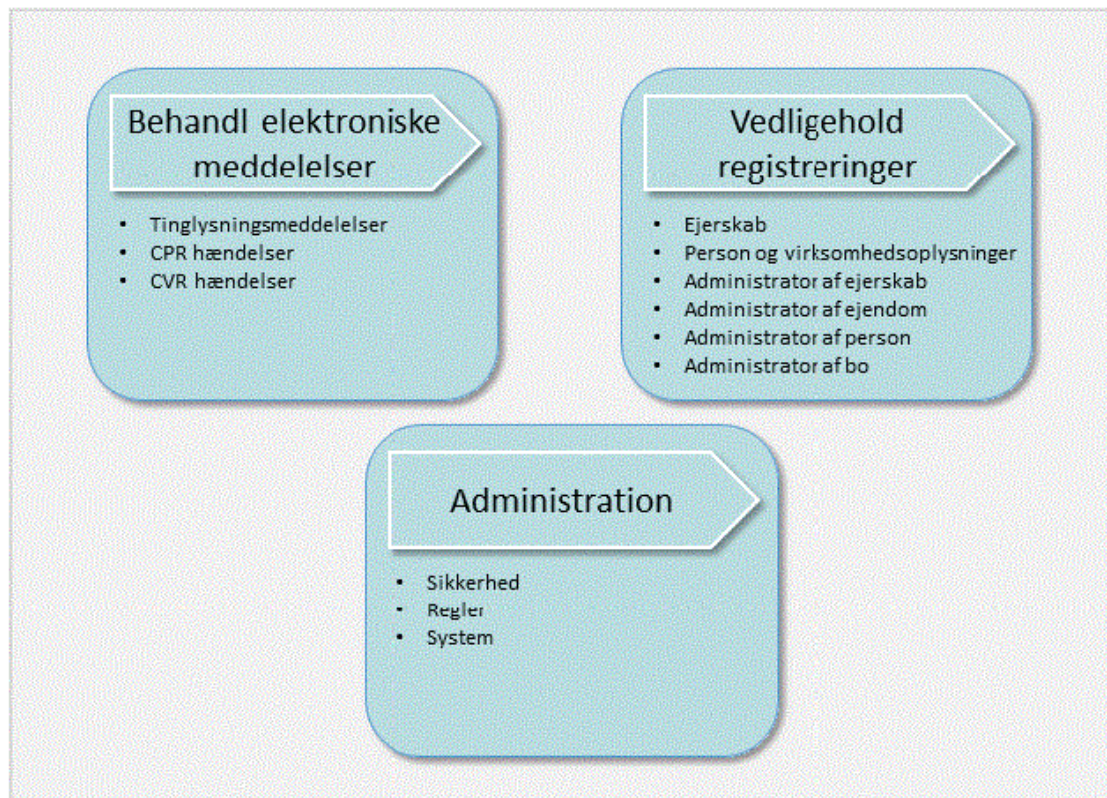 Behandl elektroniske
meddelelser
• Tinglysningsmeddelelser
• CPR hændelser
• CVR hændelser
Vedligehold
registreringer
• Ejerskab
• Person og virksomhedsoplysninger
• Administrator af ejerskab
• Administrator af ejendom
• Administrator af person
• Administrator af bo
Administration
• Sikkerhed
• Regler
• System